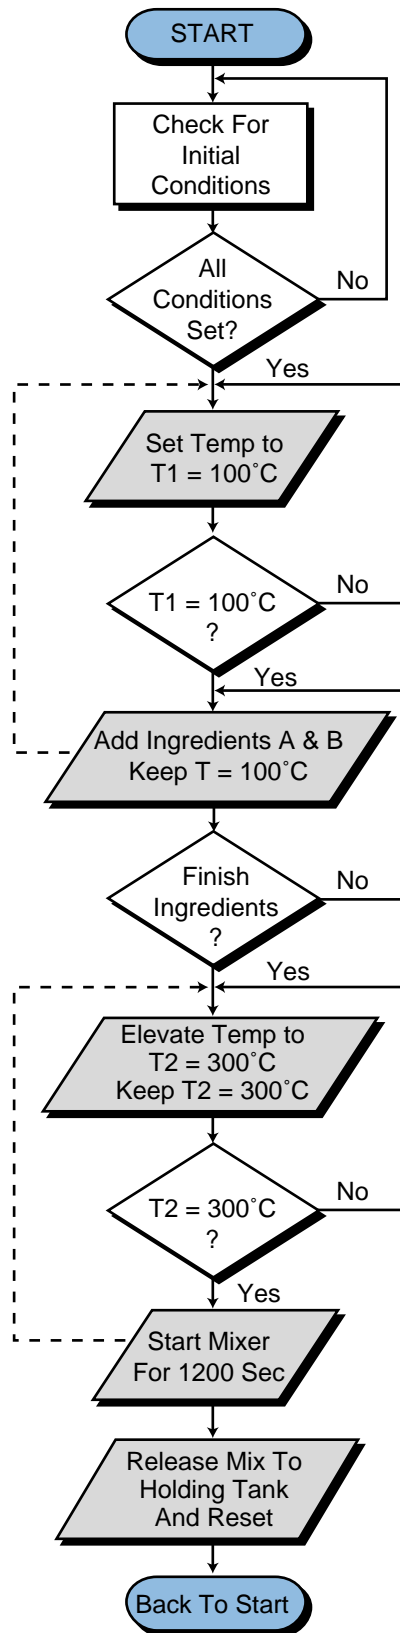 START
Check For
Initial
Conditions
All
Conditions
Set?
No
Yes
Set Temp to
T1 = 100˚C
T1 = 100˚C
?
No
Yes
Add Ingredients A & B
Keep T = 100˚C
Finish
Ingredients
?
No
Yes
Elevate Temp to
T2 = 300˚C
Keep T2 = 300˚C
T2 = 300˚C
?
No
Yes
Start Mixer
For 1200 Sec
Release Mix To
Holding Tank
And Reset
Back To Start